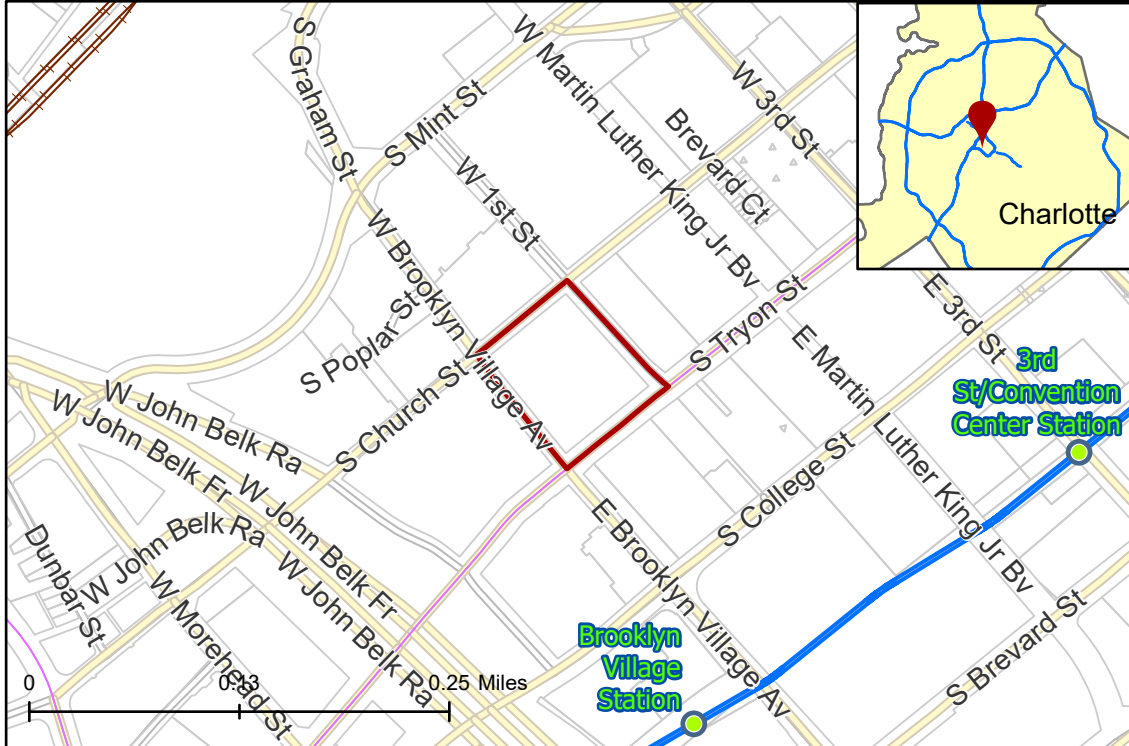 S Graham St
S Mint St
W Martin Luther King Jr Bv
W 3rd St
Brevard Ct
W 1st St
Charlotte
W Brooklyn Village Av
S Poplar St
S Church St
S Tryon St
E 3rd St
E Martin Luther King Jr Bv
3rd
St/Convention
Center Station
W John Belk Ra
W John Belk Fr
W John Belk Fr
W John Belk Ra
W John Belk Ra
Dunbar St
W Morehead St
S College St
E Brooklyn Village Av
S Brevard St
Brooklyn
Village
Station
0 0.13 0.25 Miles